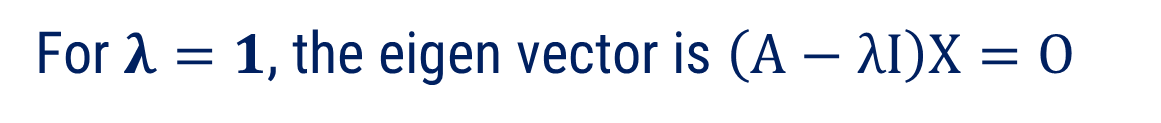 For λ = 1, the eigen vector is (A − λI)X = O